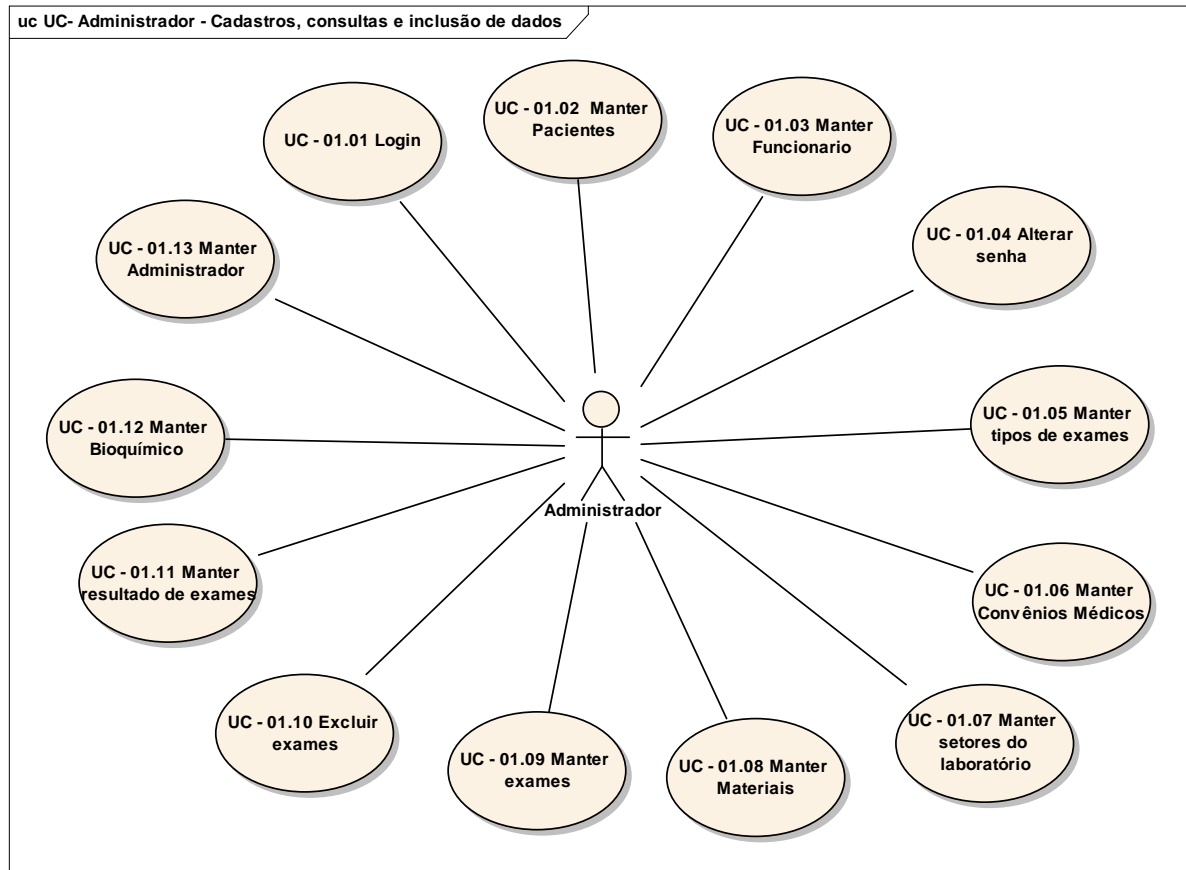 uc UC- Administrador - Cadastros, consultas e inclusão de dados
UC - 01.01 Login
UC - 01.02 Manter
Pacientes
UC - 01.03 Manter
Funcionario
UC - 01.04 Alterar
senha
UC - 01.05 Manter
tipos de exames
UC - 01.06 Manter
Convênios Médicos
UC - 01.07 Manter
setores do
laboratório
UC - 01.08 Manter
Materiais
UC - 01.09 Manter
exames
UC - 01.10 Excluir
exames
UC - 01.11 Manter
resultado de exames
UC - 01.12 Manter
Bioquímico
UC - 01.13 Manter
Administrador
Administrador